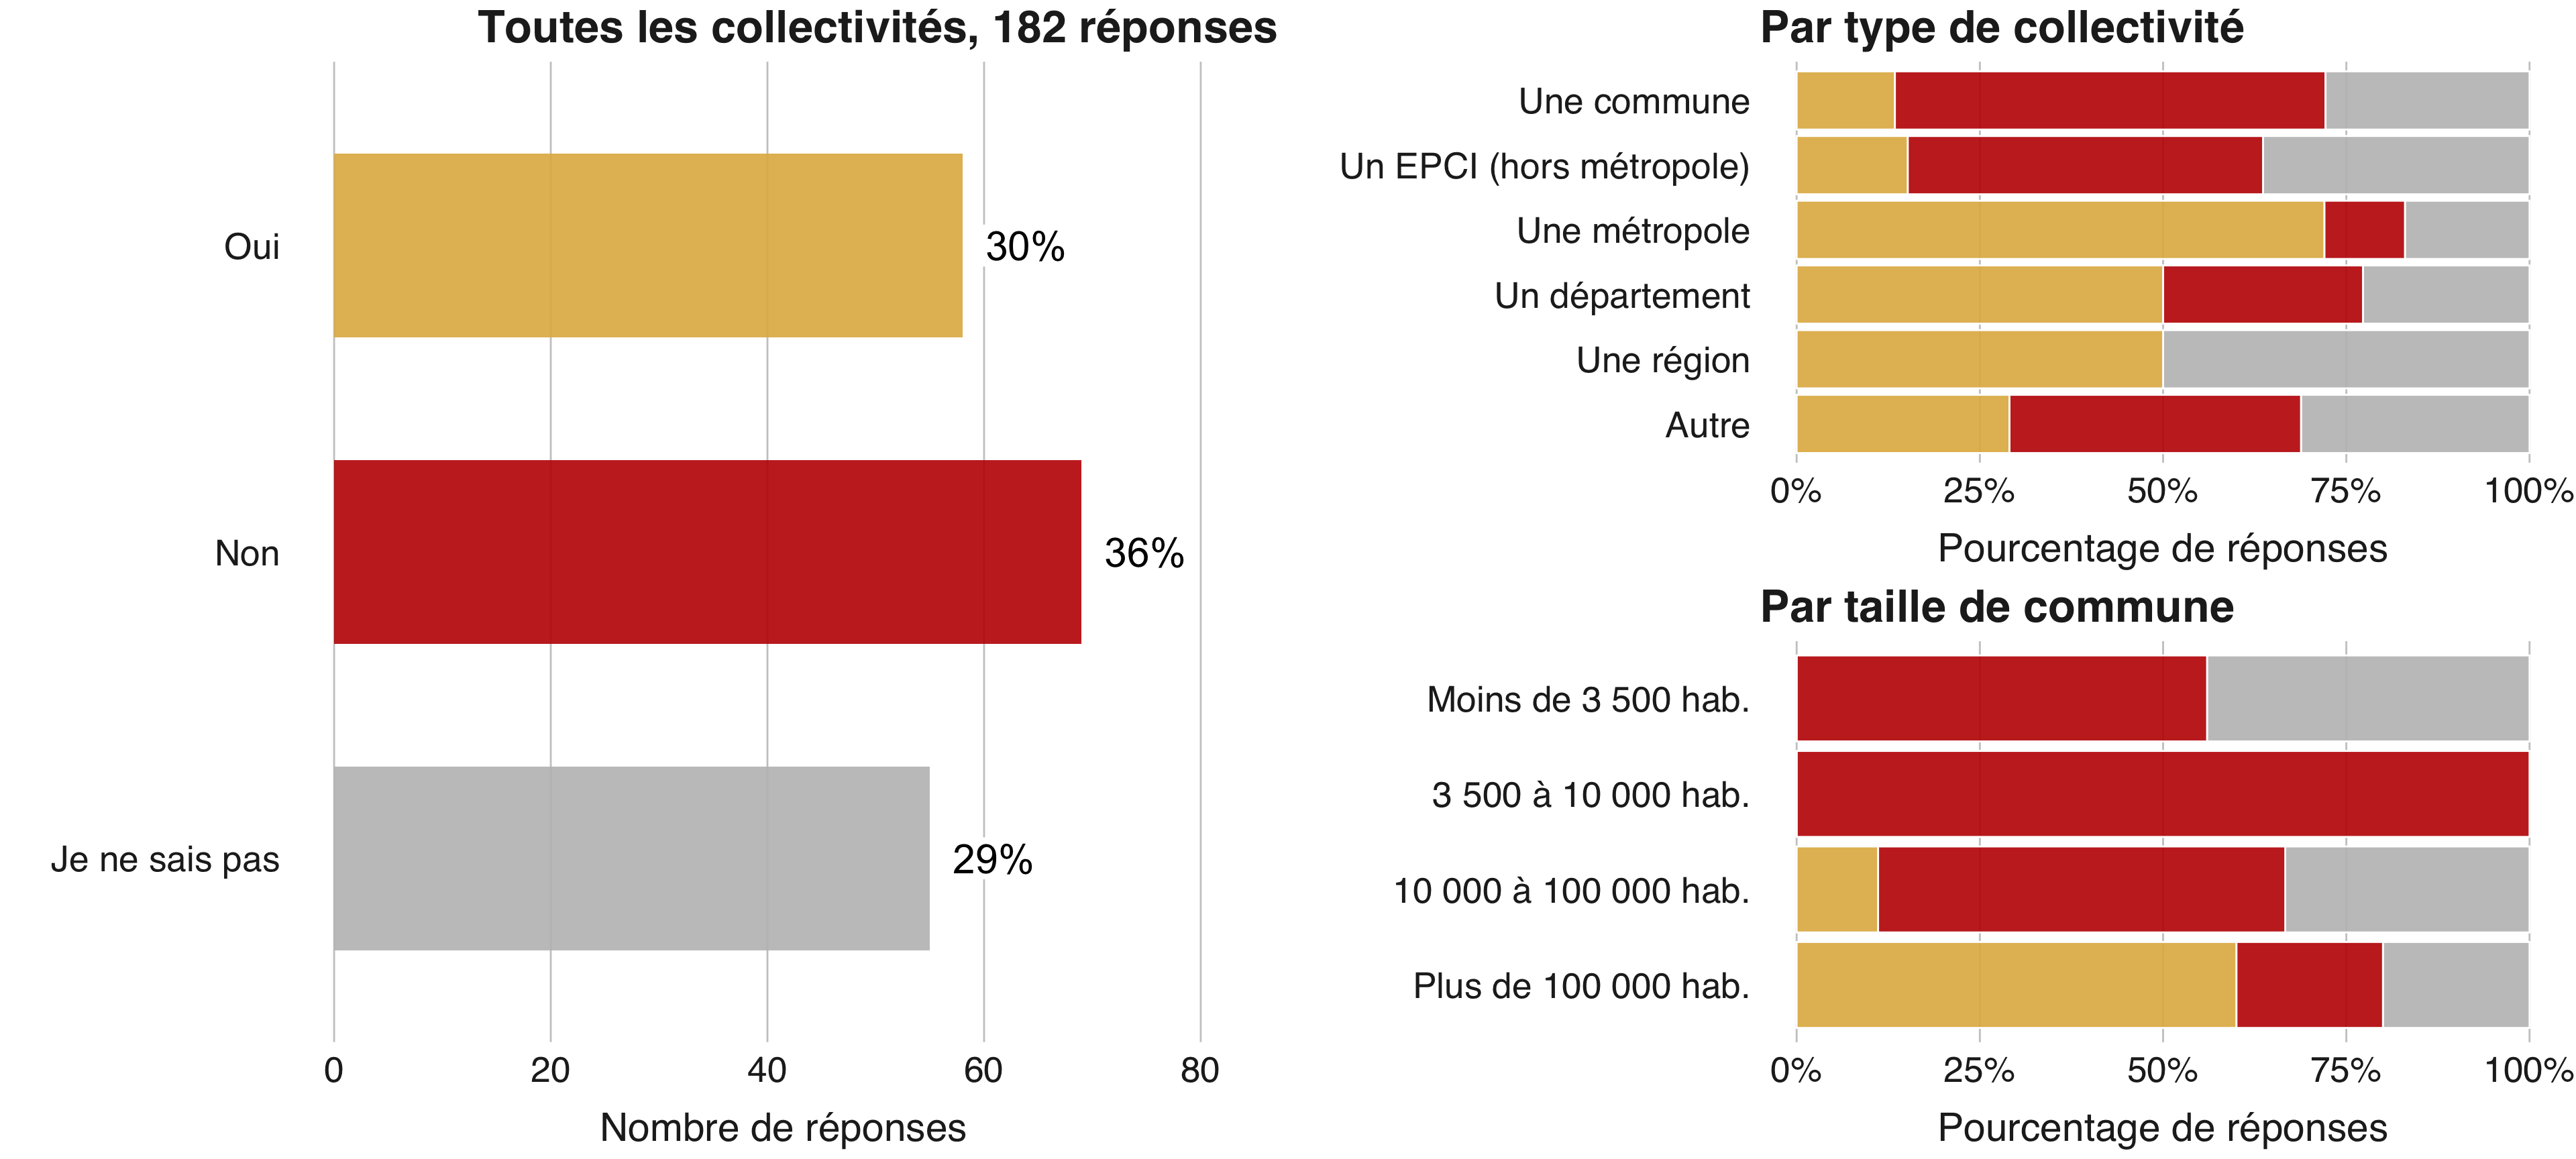 Toutes les collectivités, 182 réponses
Oui
30%
Non
36%
Je ne sais pas
29%
0 20 40 60 80
Nombre de réponses
Par type de collectivité
Une commune
Un EPCI (hors métropole)
Une métropole
Un département
Une région
Autre
0% 25% 50% 75% 100%
Pourcentage de réponses
Par taille de commune
Moins de 3 500 hab.
3 500 à 10 000 hab.
10 000 à 100 000 hab.
Plus de 100 000 hab.
0% 25% 50% 75% 100%
Pourcentage de réponses